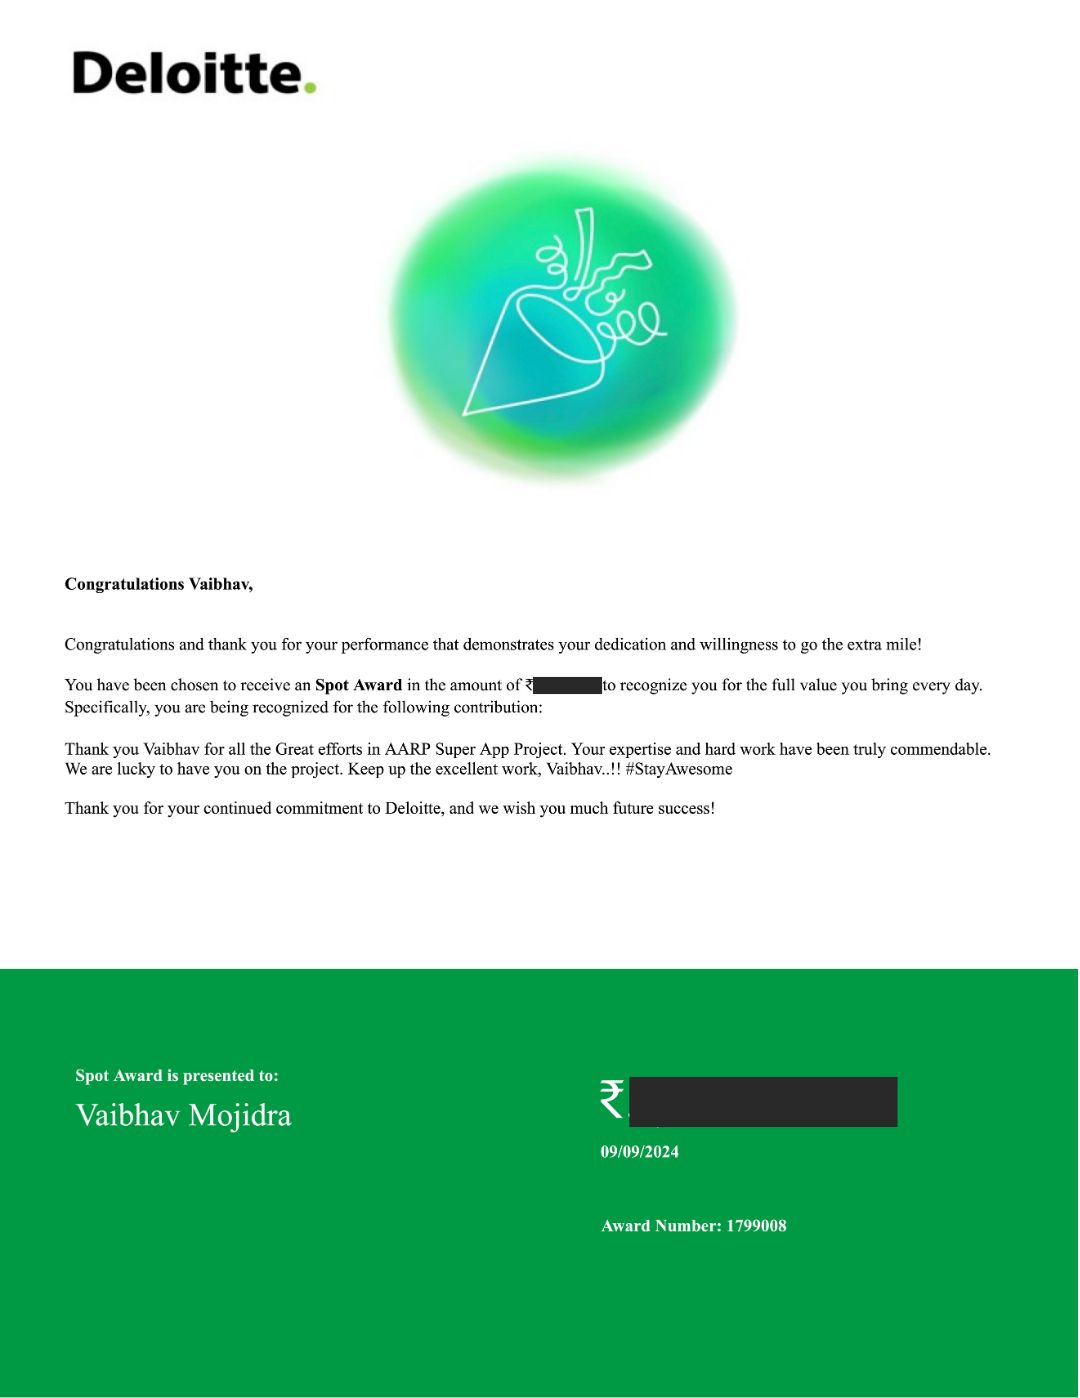 Deloitte.
Congratulations Vaibhav,
Congratulations and thank you for your performance that demonstrates your dedication and willingness to go the extra mile!
You have been chosen to receive an Spot Award in the amount of ₹ to recognize you for the full value you bring every day.
Specifically, you are being recognized for the following contribution:
Thank you Vaibhav for all the Great efforts in AARP Super App Project. Your expertise and hard work have been truly commendable.
We are lucky to have you on the project. Keep up the excellent work, Vaibhav..!! #StayAwesome
Thank you for your continued commitment to Deloitte, and we wish you much future success!
Spot Award is presented to:
Vaibhav Mojidra
₹
09/09/2024
Award Number: 1799008